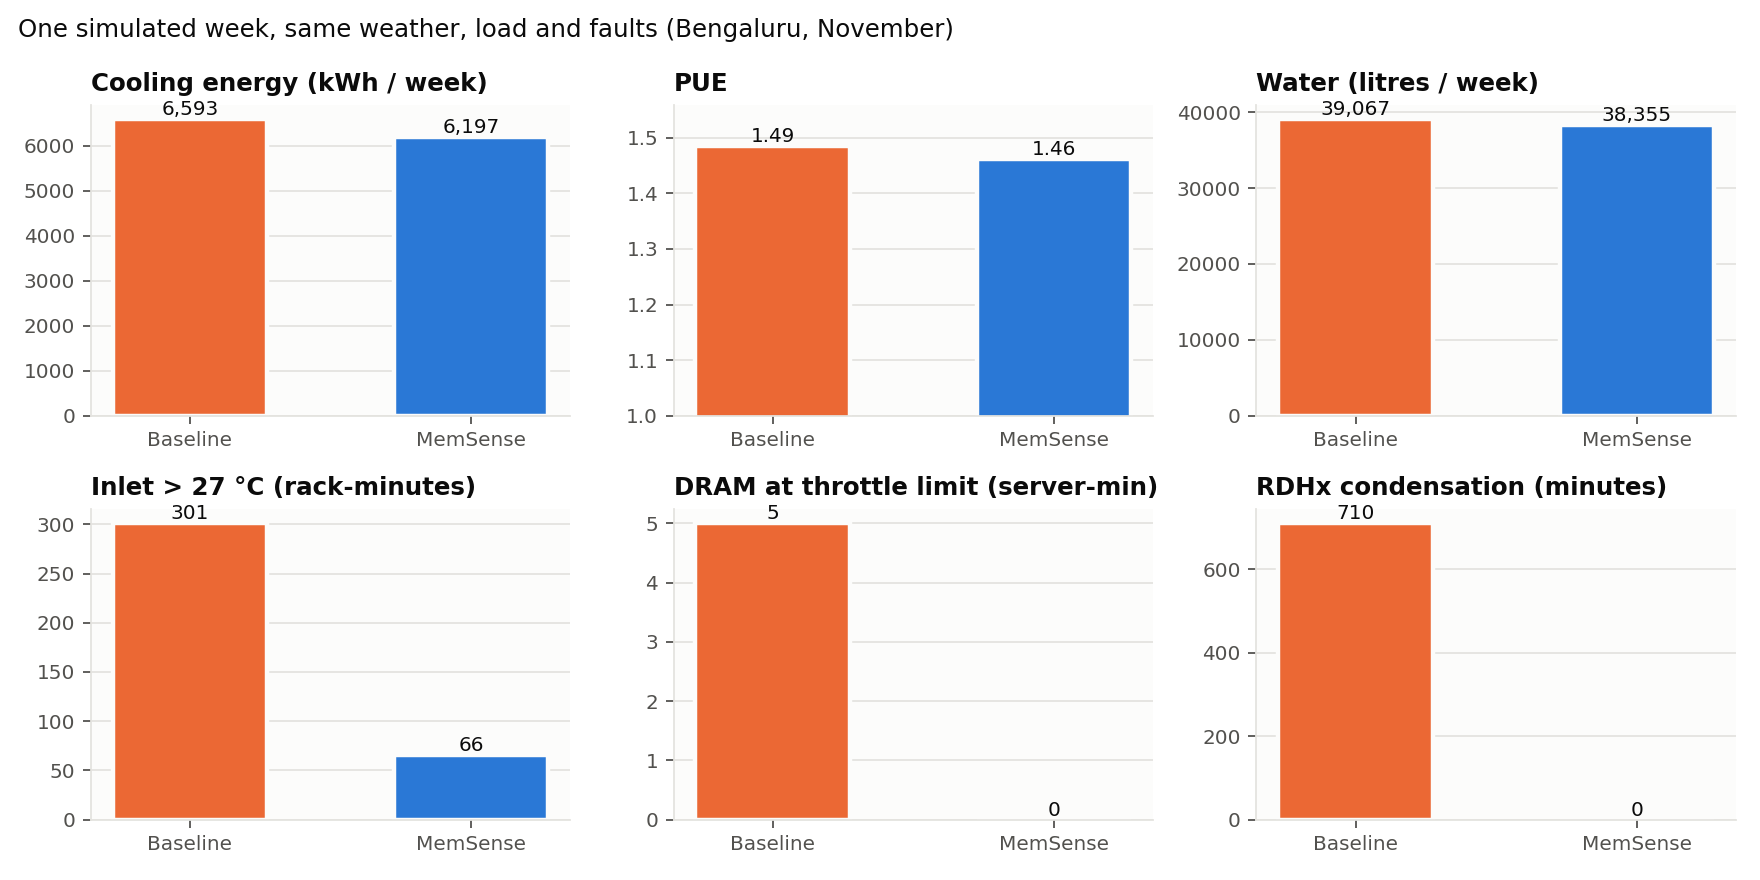 One simulated week, same weather, load and faults (Bengaluru, November)
Cooling energy (kWh / week)
6,593
6,197
6000
5000
4000
3000
2000
1000
0
Baseline
MemSense
PUE
1.49
1.46
1.5
1.4
1.3
1.2
1.1
1.0
Baseline
MemSense
Water (litres / week)
39,067
38,355
40000
30000
20000
10000
0
Baseline
MemSense
Inlet > 27 °C (rack-minutes)
301
66
300
250
200
150
100
50
0
Baseline
MemSense
DRAM at throttle limit (server-min)
5
0
5
4
3
2
1
0
Baseline
MemSense
RDHx condensation (minutes)
710
0
600
400
200
0
Baseline
MemSense